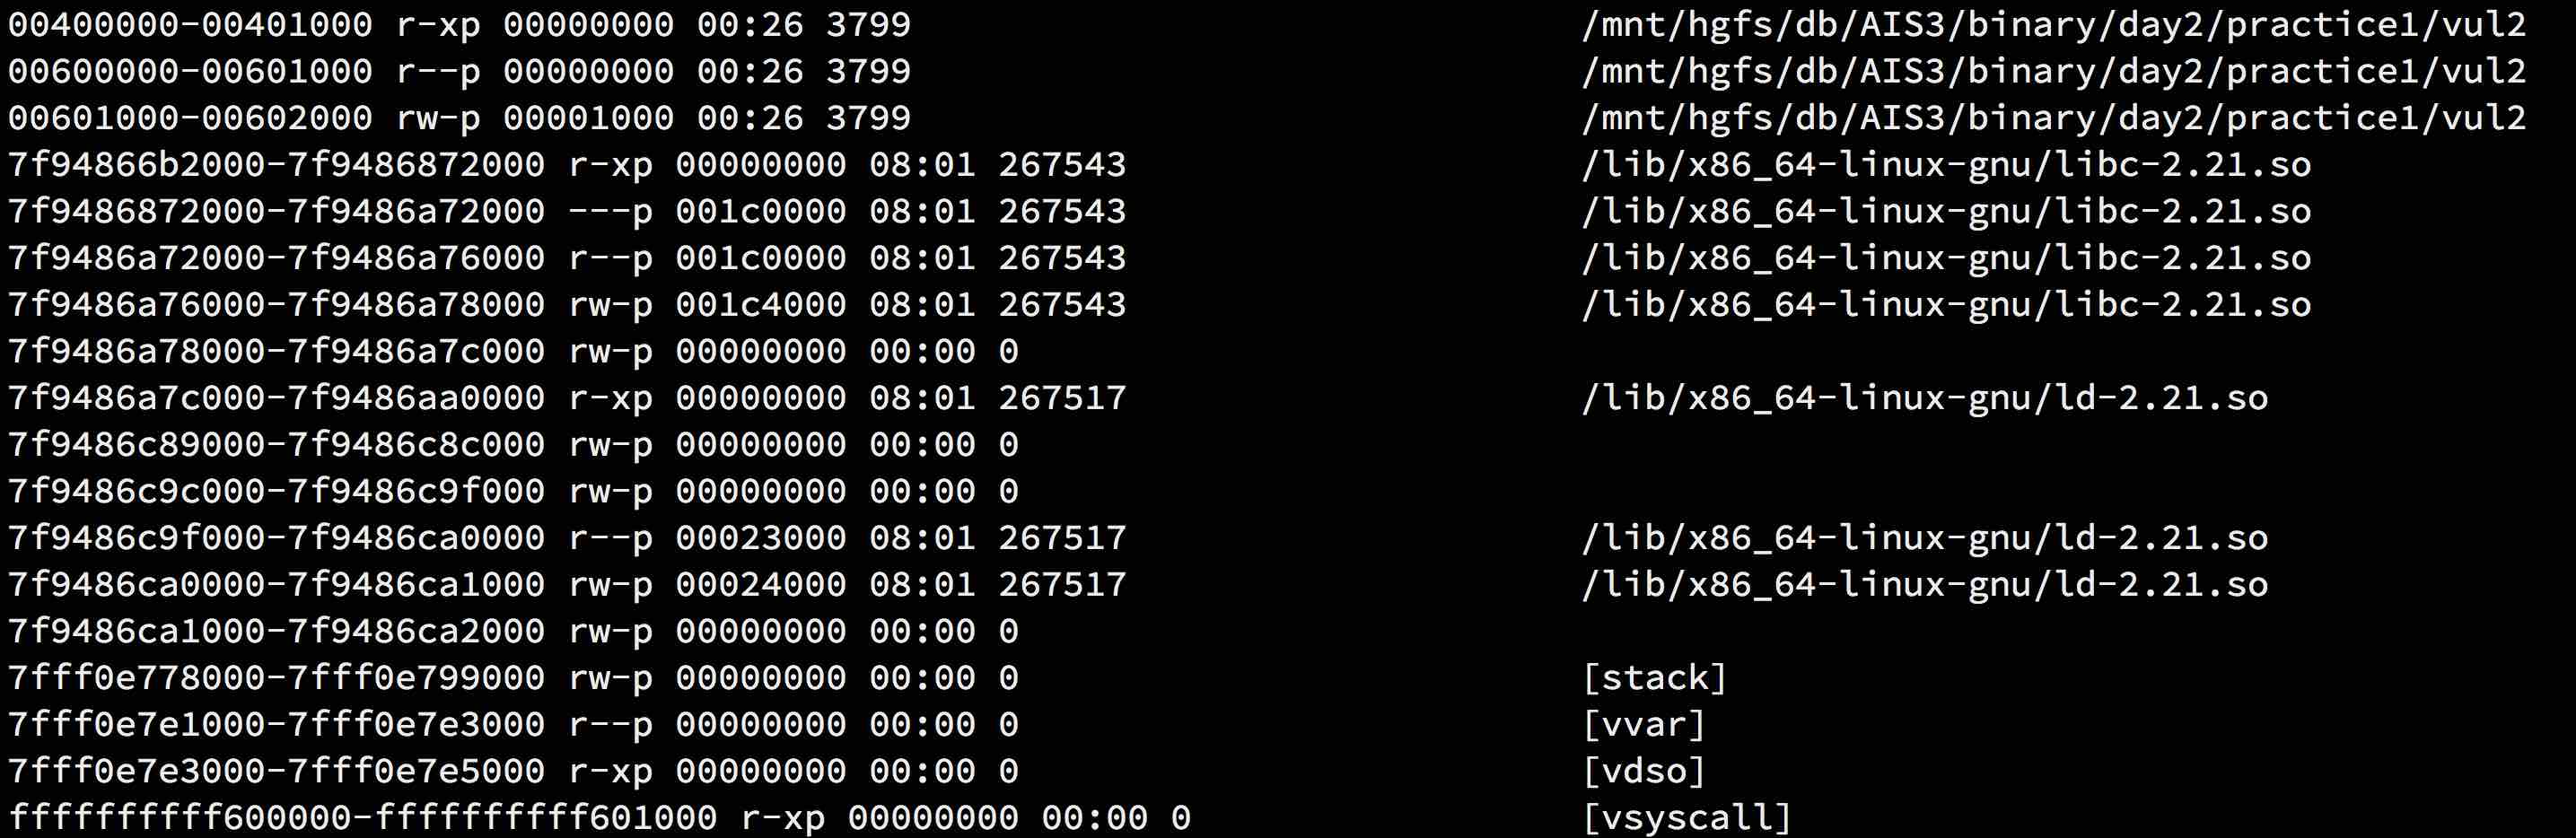 00400000-00401000 r-xp 00000000 00:26 3799 /mnt/hgfs/db/AIS3/binary/day2/practice1/vul2
00600000-00601000 r--p 00000000 00:26 3799 /mnt/hgfs/db/AIS3/binary/day2/practice1/vul2
00601000-00602000 rw-p 00001000 00:26 3799 /mnt/hgfs/db/AIS3/binary/day2/practice1/vul2
7f94866b2000-7f9486872000 r-xp 00000000 08:01 267543 /lib/x86_64-linux-gnu/libc-2.21.so
7f9486872000-7f9486a72000 ---p 001c0000 08:01 267543 /lib/x86_64-linux-gnu/libc-2.21.so
7f9486a72000-7f9486a76000 r--p 001c0000 08:01 267543 /lib/x86_64-linux-gnu/libc-2.21.so
7f9486a76000-7f9486a78000 rw-p 001c4000 08:01 267543 /lib/x86_64-linux-gnu/libc-2.21.so
7f9486a78000-7f9486a7c000 rw-p 00000000 00:00 0
7f9486a7c000-7f9486aa0000 r-xp 00000000 08:01 267517 /lib/x86_64-linux-gnu/ld-2.21.so
7f9486c89000-7f9486c8c000 rw-p 00000000 00:00 0
7f9486c9c000-7f9486c9f000 rw-p 00000000 00:00 0
7f9486c9f000-7f9486ca0000 r--p 00023000 08:01 267517 /lib/x86_64-linux-gnu/ld-2.21.so
7f9486ca0000-7f9486ca1000 rw-p 00024000 08:01 267517 /lib/x86_64-linux-gnu/ld-2.21.so
7f9486ca1000-7f9486ca2000 rw-p 00000000 00:00 0
7fff0e778000-7fff0e799000 rw-p 00000000 00:00 0 [stack]
7fff0e7e1000-7fff0e7e3000 r--p 00000000 00:00 0 [vvar]
7fff0e7e3000-7fff0e7e5000 r-xp 00000000 00:00 0 [vdso]
ffffffffff600000-ffffffffff601000 r-xp 00000000 00:00 0 [vsyscall]